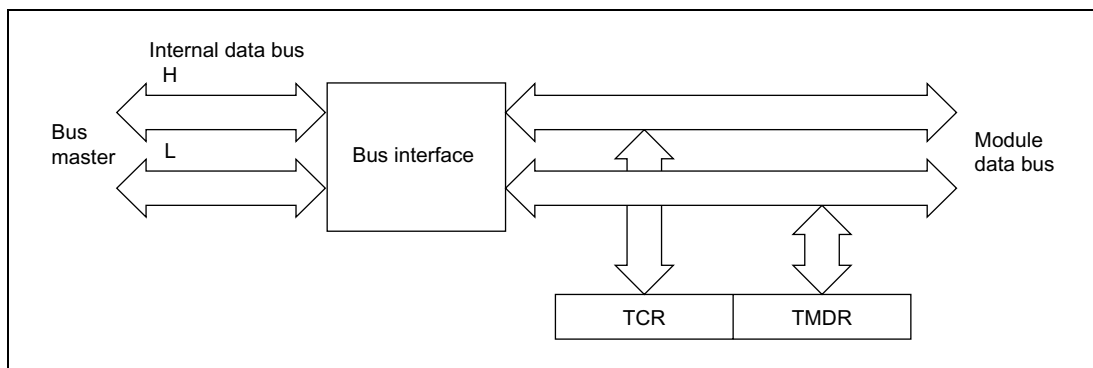 Internal data bus
H
Bus
master
L
Bus interface
Module
data bus
TCR
TMDR